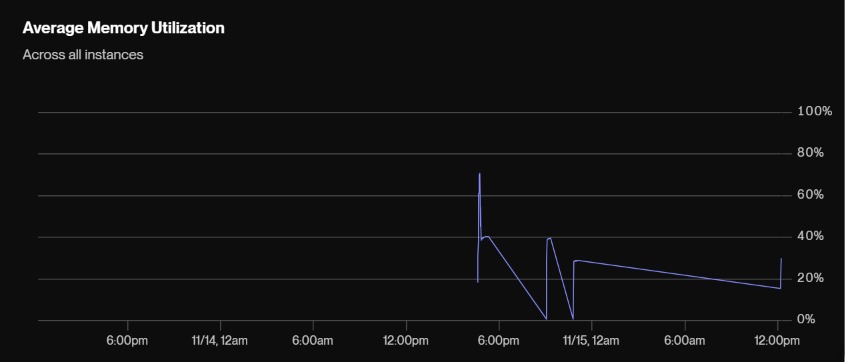 Average Memory Utilization
Across all instances
100%
80%
60%
40%
20%
0%
6:00pm 11/14, 12am 6:00am 12:00pm 6:00pm 11/15, 12am 6:00am 12:00pm